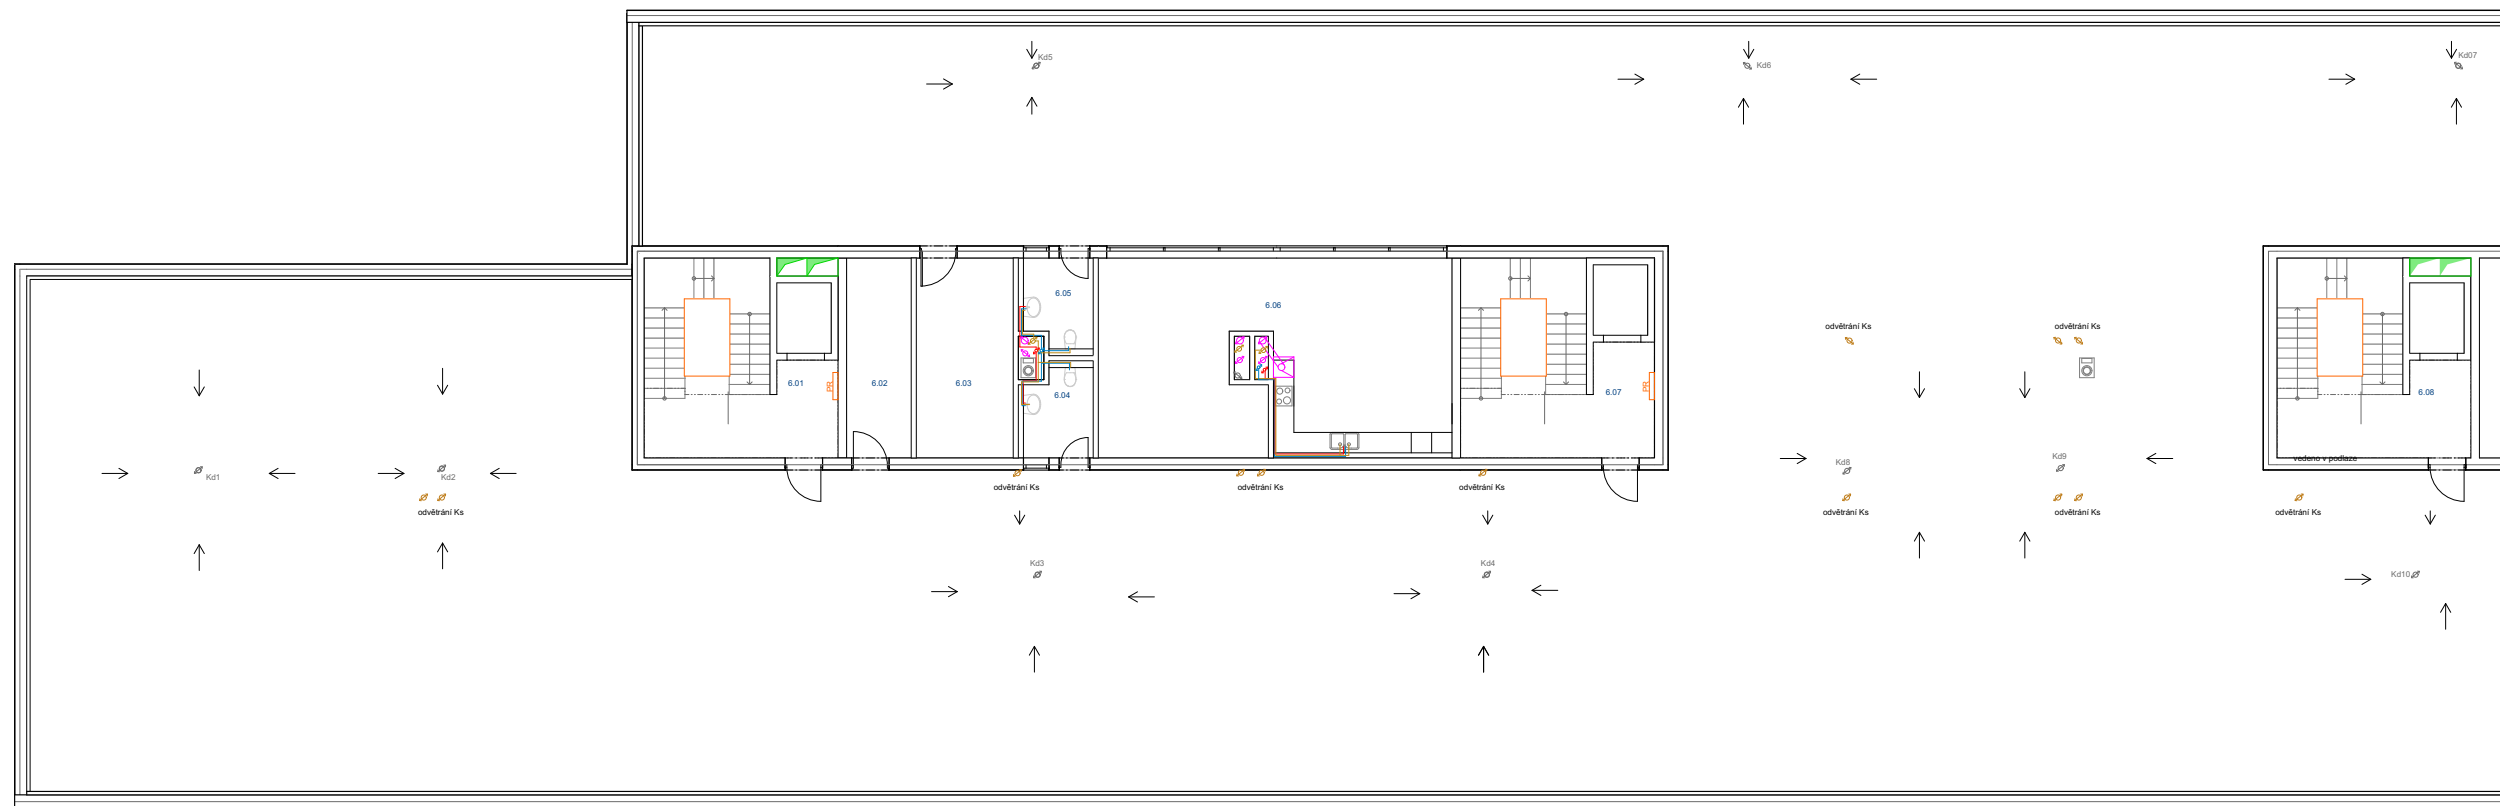 Kd5
Kd6
Kd07
6.05
6.06
odvětrání Ks
odvětrání Ks
6.01
PR
6.02
6.03
6.04
6.07
PR
6.08
vedeno v podlaze
Kd1
Kd2
Kd8
Kd9
odvětrání Ks
odvětrání Ks
odvětrání Ks
odvětrání Ks
odvětrání Ks
odvětrání Ks
odvětrání Ks
Kd3
Kd4
Kd10